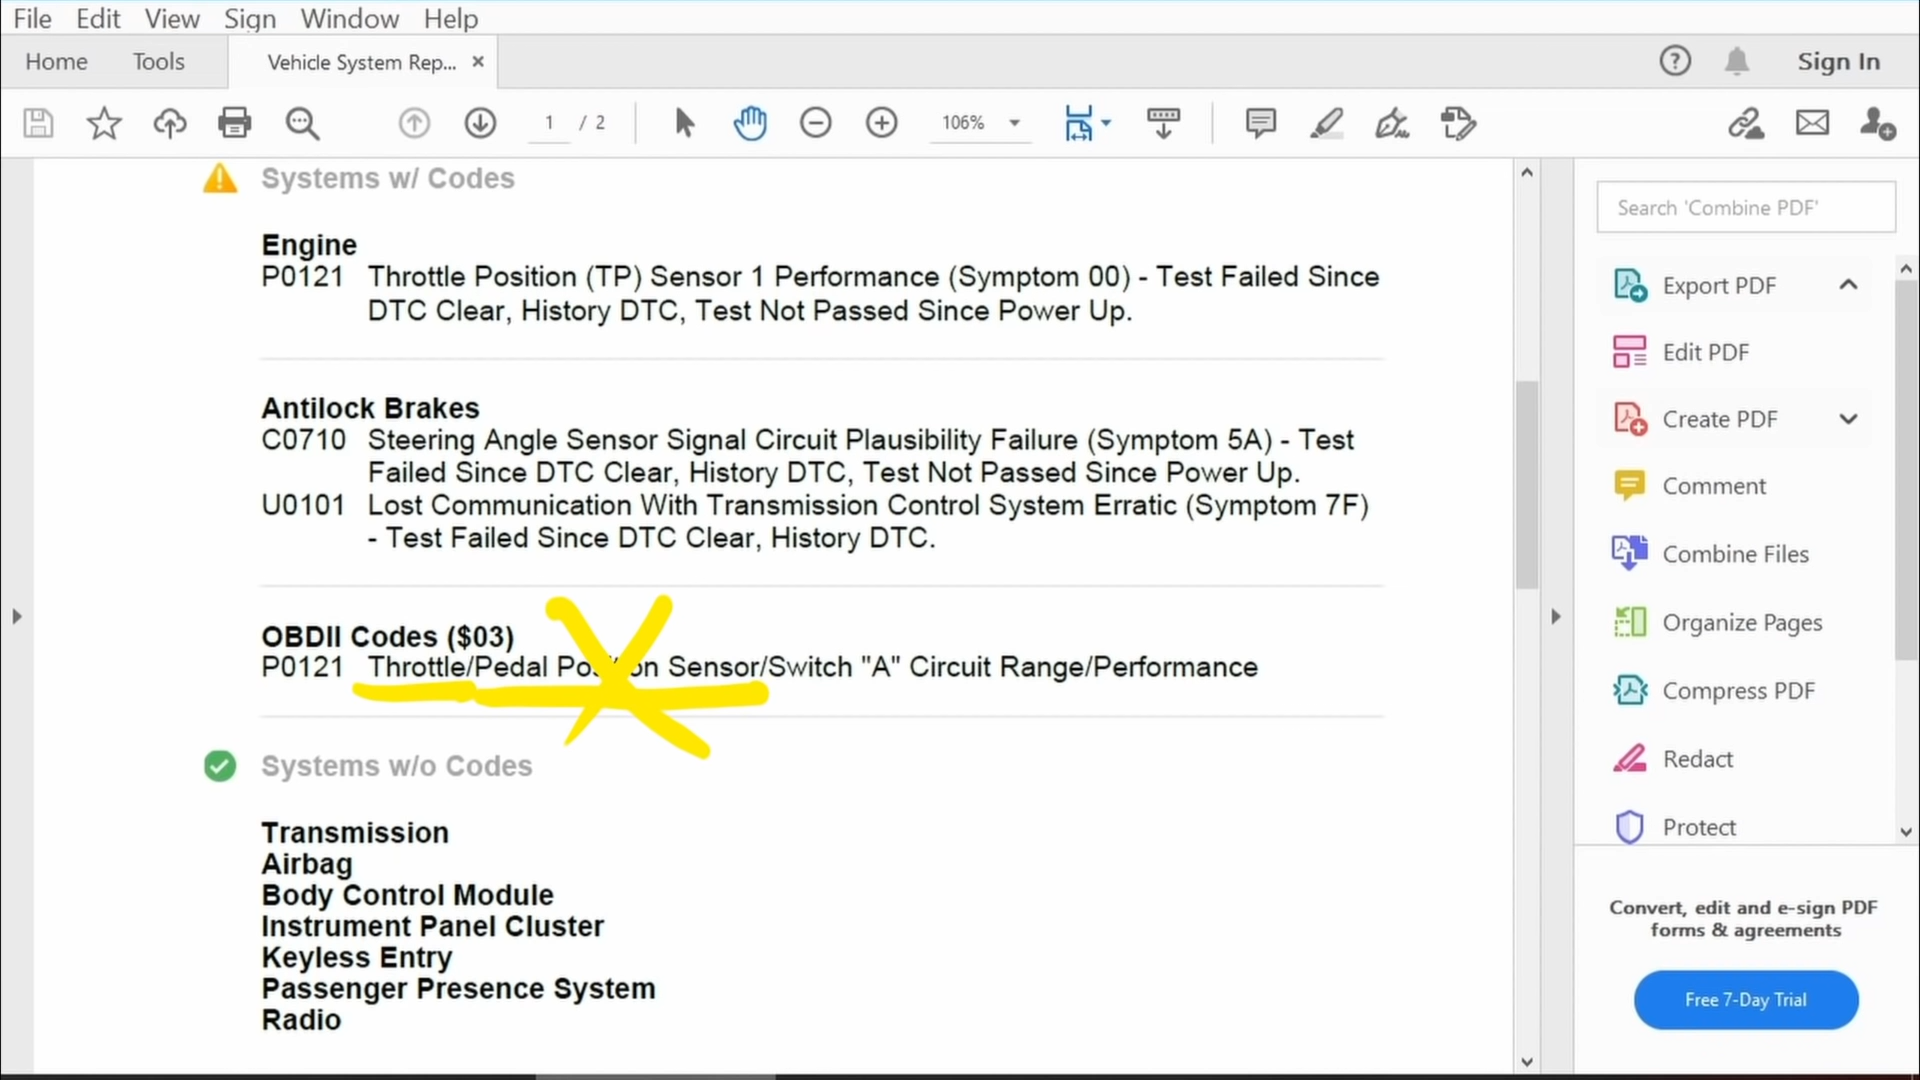 File Edit View Sign Window Help
Home Tools Vehicle System Rep... × Sign In
1 / 2 106%
Systems w/ Codes
Engine
P0121 Throttle Position (TP) Sensor 1 Performance (Symptom 00) - Test Failed Since
DTC Clear, History DTC, Test Not Passed Since Power Up.
Antilock Brakes
C0710 Steering Angle Sensor Signal Circuit Plausibility Failure (Symptom 5A) - Test
Failed Since DTC Clear, History DTC, Test Not Passed Since Power Up.
U0101 Lost Communication With Transmission Control System Erratic (Symptom 7F)
- Test Failed Since DTC Clear, History DTC.
OBDII Codes ($03)
P0121 Throttle/Pedal Position Sensor/Switch "A" Circuit Range/Performance
Systems w/o Codes
Transmission
Airbag
Body Control Module
Instrument Panel Cluster
Keyless Entry
Passenger Presence System
Radio
Search 'Combine PDF'
Export PDF
Edit PDF
Create PDF
Comment
Combine Files
Organize Pages
Compress PDF
Redact
Protect
Convert, edit and e-sign PDF
forms & agreements
Free 7-Day Trial